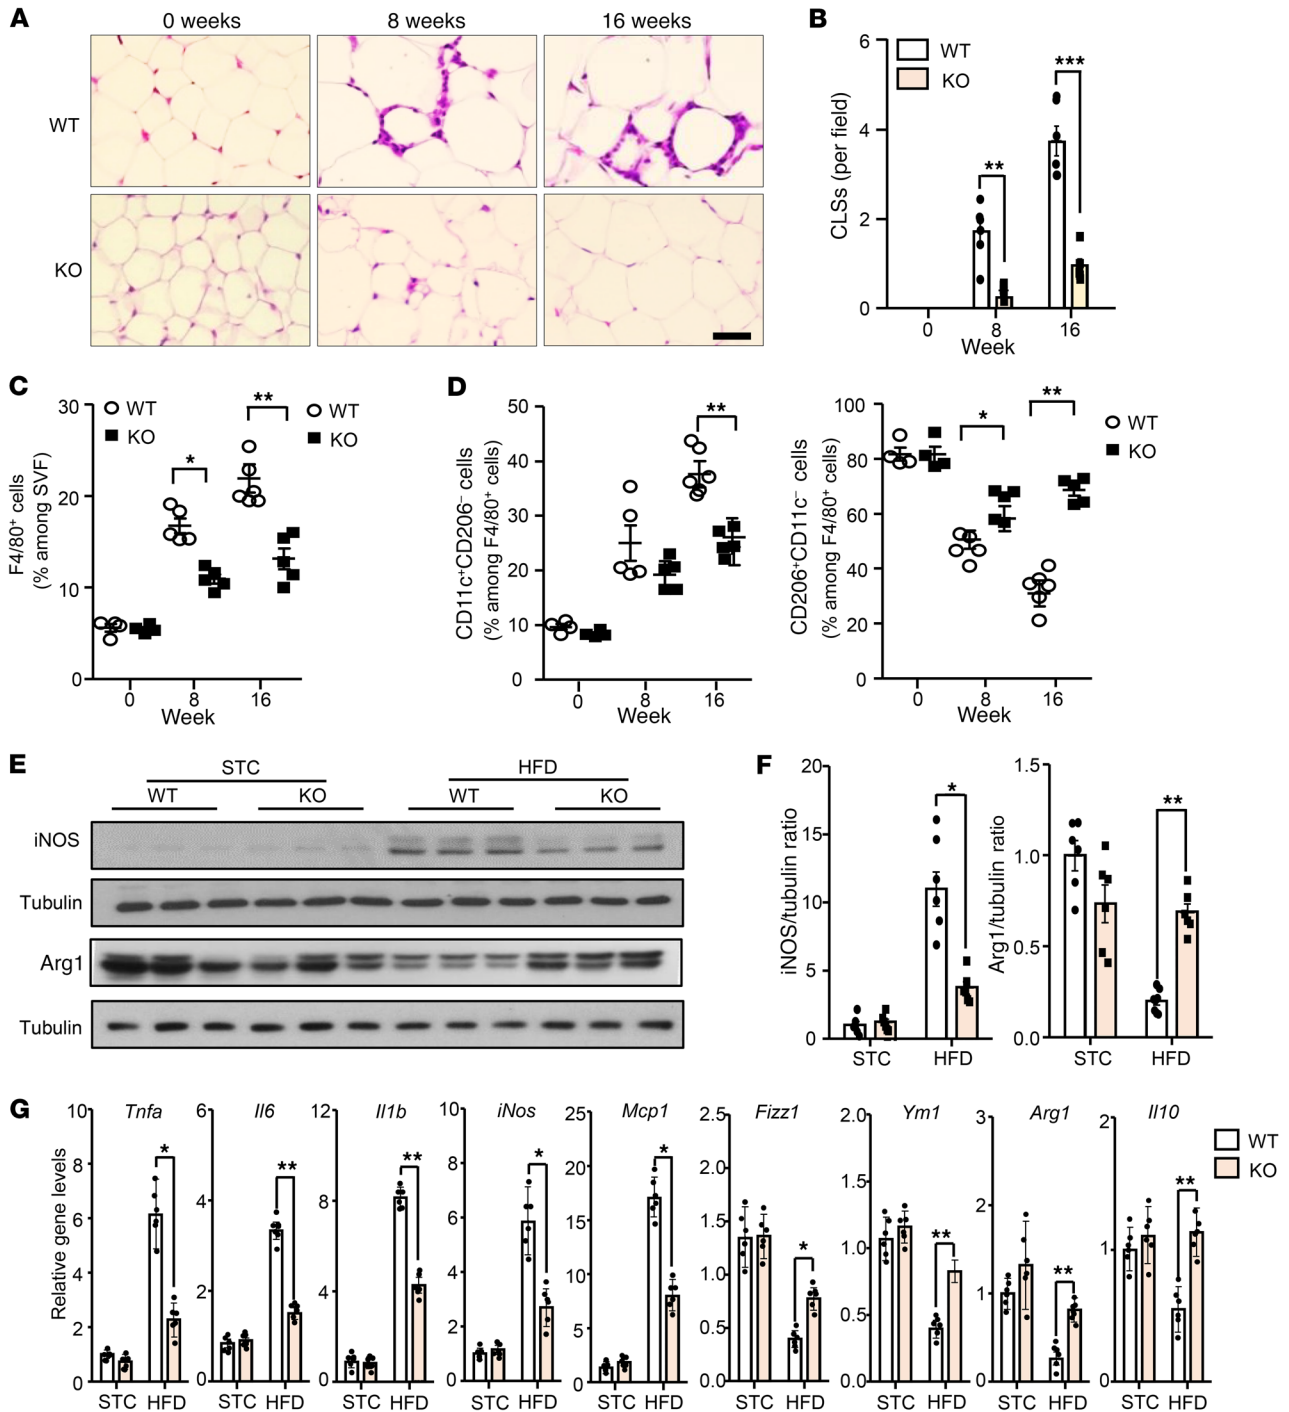 A
0 weeks
8 weeks
16 weeks
WT
KO
B
6
4
2
0
CLSs (per field)
WT
KO
**
***
0
8
16
Week
C
30
20
10
0
F4/80⁺ cells
(% among SVF)
WT
KO
*
**
WT
KO
0
8
16
Week
D
50
40
30
20
10
0
CD11c⁺CD206⁻ cells
(% among F4/80⁺ cells)
**
0
8
16
Week
100
80
60
40
20
0
CD206⁺CD11c⁻ cells
(% among F4/80⁺ cells)
*
**
WT
KO
0
8
16
Week
E
STC
HFD
WT
KO
WT
KO
iNOS
Tubulin
Arg1
Tubulin
F
20
15
10
5
0
iNOS/tubulin ratio
*
STC
HFD
1.5
1.0
0.5
0.0
Arg1/tubulin ratio
**
STC
HFD
G
Relative gene levels
Tnfa
10
8
6
4
2
0
*
STC HFD
Il6
6
4
2
0
**
STC HFD
Il1b
12
8
4
0
**
STC HFD
iNos
10
8
6
4
2
0
*
STC HFD
Mcp1
25
20
15
10
5
0
*
STC HFD
Fizz1
2.5
2.0
1.5
1.0
0.5
0.0
*
STC HFD
Ym1
2.0
1.5
1.0
0.5
0.0
**
STC HFD
Arg1
3
2
1
0
**
STC HFD
Il10
2
1
0
**
STC HFD
WT
KO